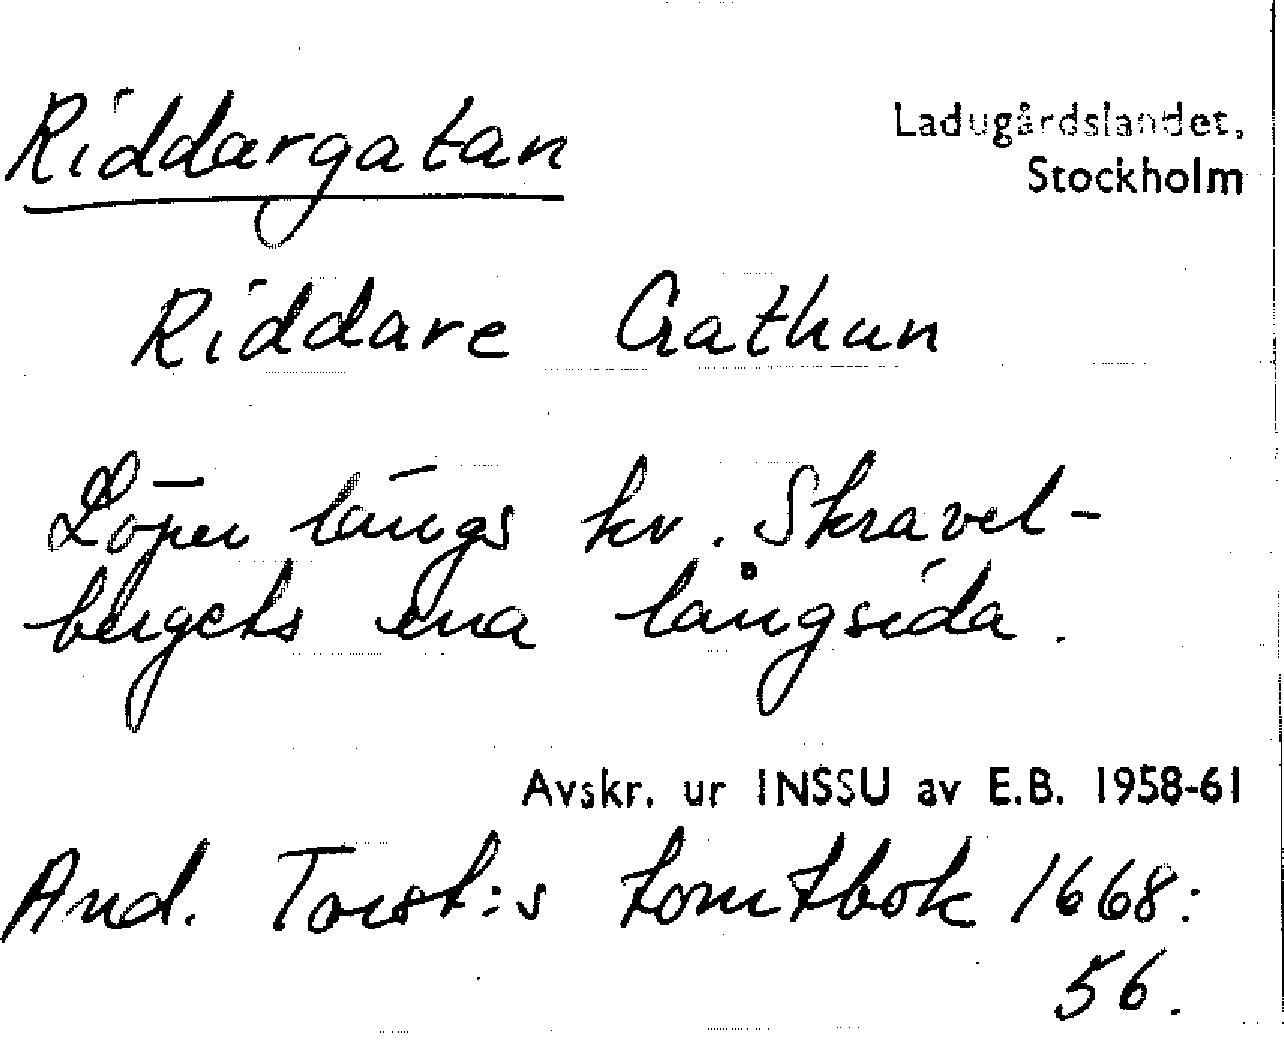 Riddargatan
Ladugårdslandet,
Stockholm
Riddare Gathun
Löper längs kv. Skravel-
bergets ena långsida.
Avskr. ur INSSU av E.B. 1958-61
And. Torst:s tomtbok 1668:
56.